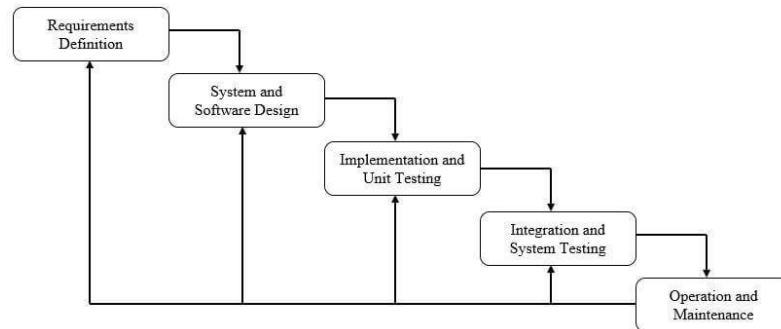 Requirements
Definition
System and
Software Design
Implementation and
Unit Testing
Integration and
System Testing
Operation and
Maintenance